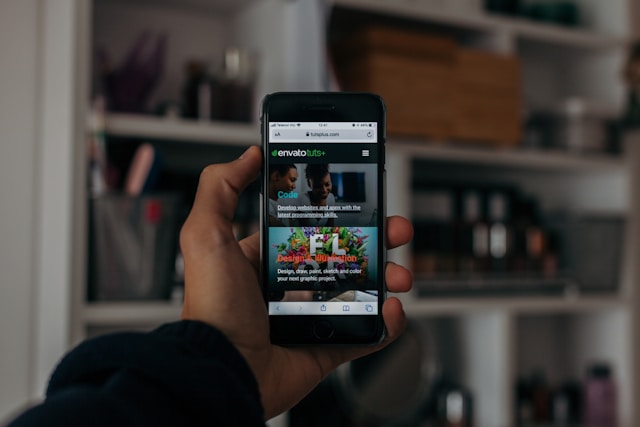 AA tutsplus.com
envatotuts+
Code
Develop websites and apps with the
latest programming skills.
FL
Design & Illustration
Design, draw, paint, sketch and color
your next graphic project.